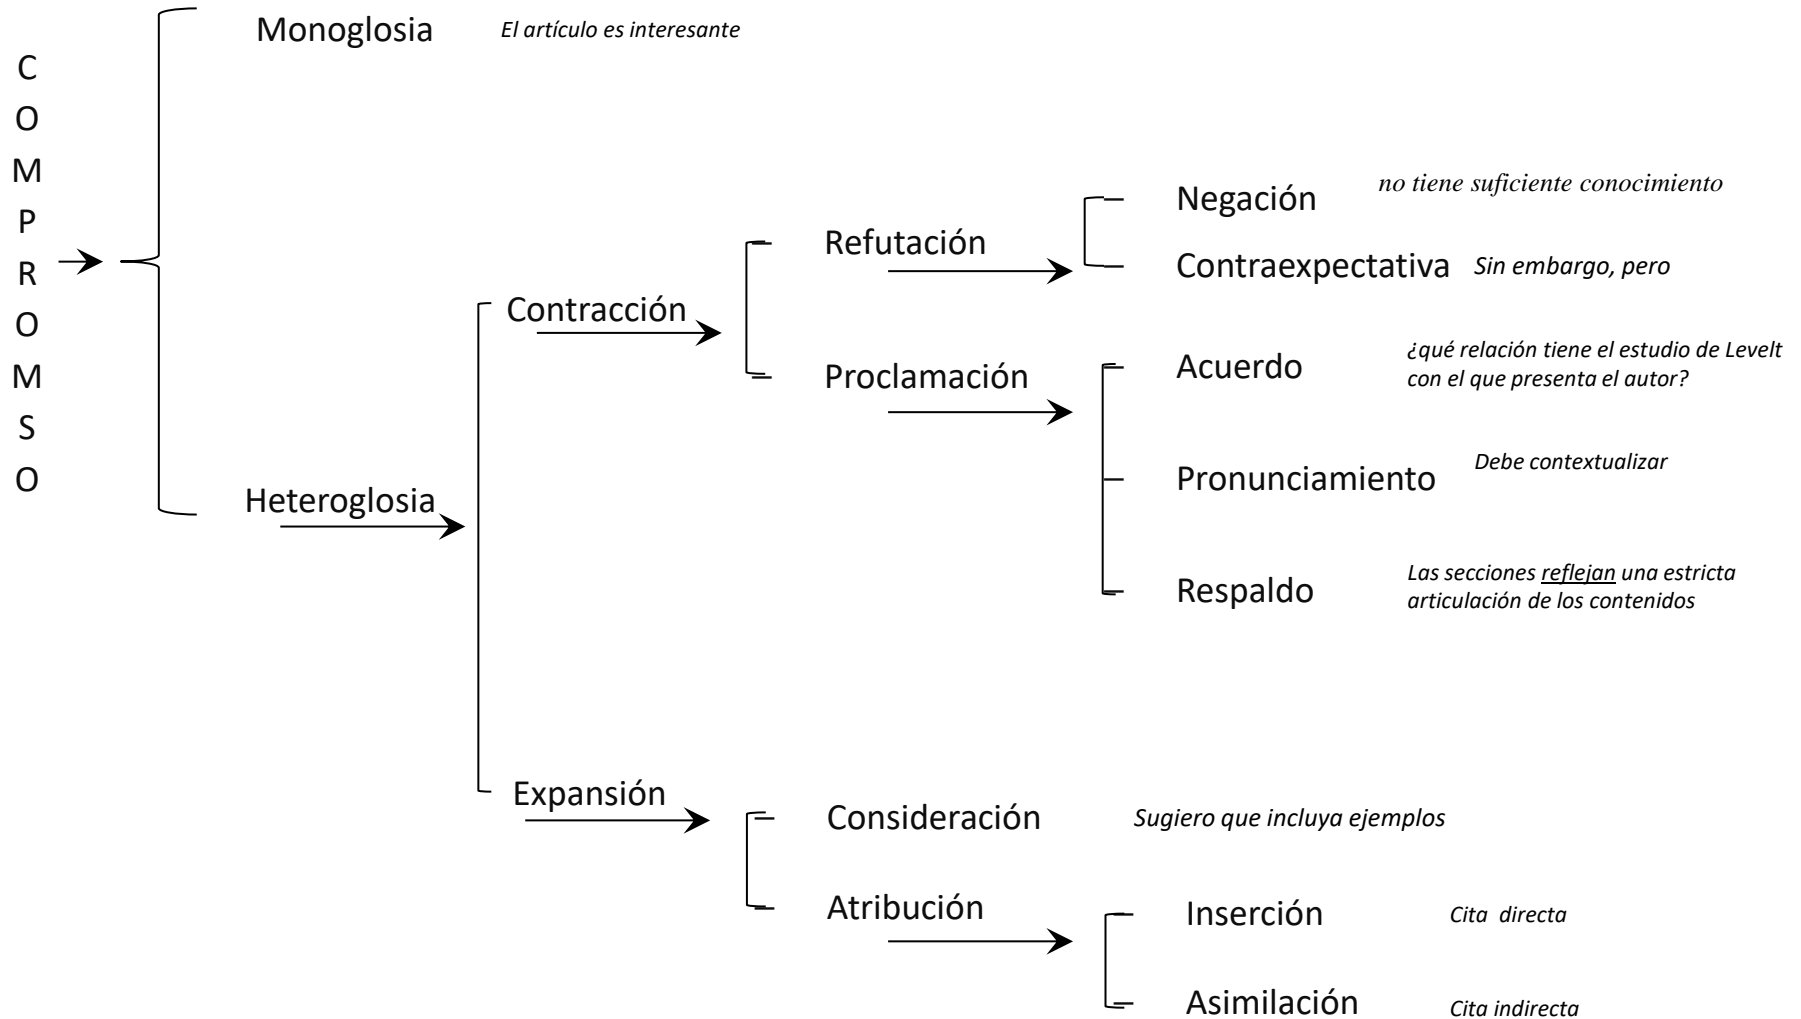 C
O
M
P
R
O
M
S
O
Monoglosia
El artículo es interesante
Heteroglosia
Contracción
Refutación
Negación
no tiene suficiente conocimiento
Contraexpectativa
Sin embargo, pero
Proclamación
Acuerdo
¿qué relación tiene el estudio de Levelt
con el que presenta el autor?
Pronunciamiento
Debe contextualizar
Respaldo
Las secciones reflejan una estricta
articulación de los contenidos
Expansión
Consideración
Sugiero que incluya ejemplos
Atribución
Inserción
Cita directa
Asimilación
Cita indirecta